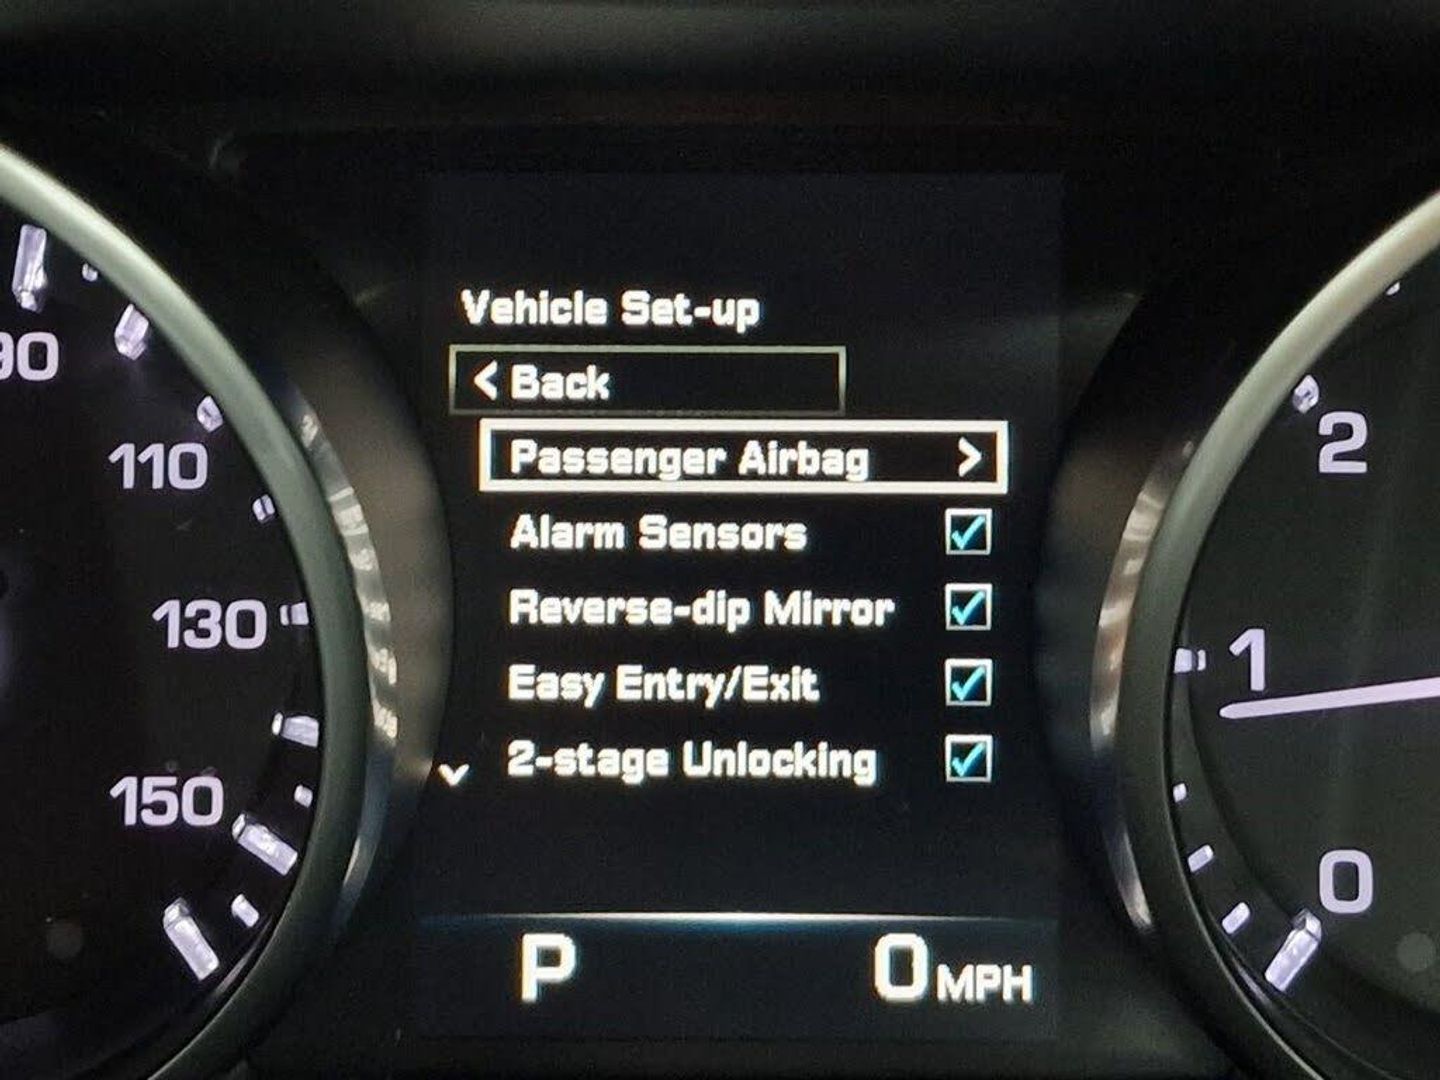 Vehicle Set-up
< Back
Passenger Airbag >
Alarm Sensors
Reverse-dip Mirror
Easy Entry/Exit
2-stage Unlocking
P 0 MPH
110
130
150
2
1
0